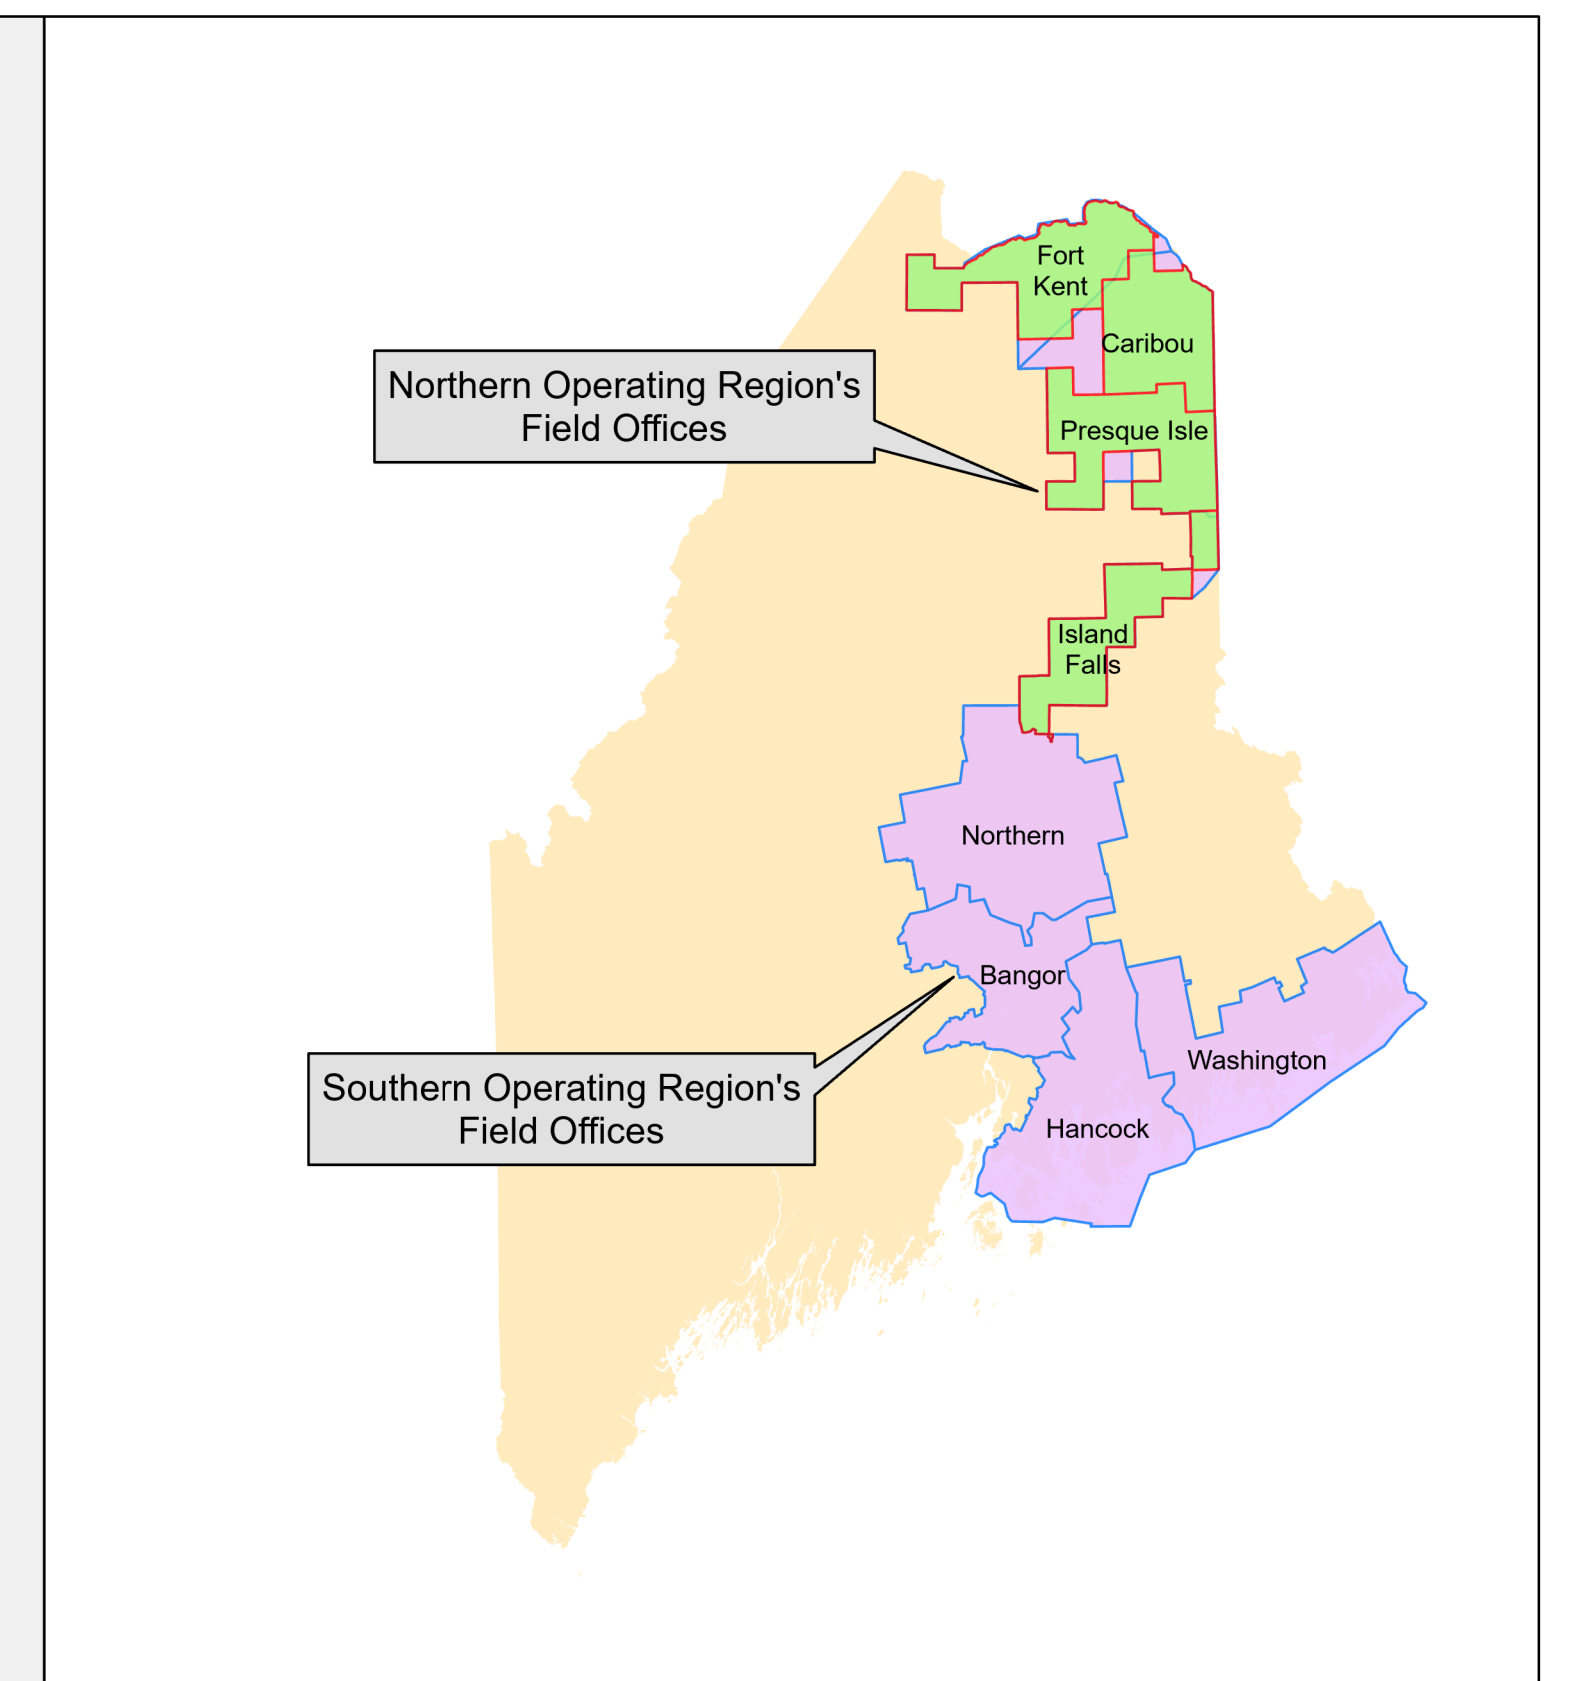 Fort
Kent
Caribou
Northern Operating Region's
Field Offices
Presque Isle
Island
Falls
Northern
Bangor
Washington
Southern Operating Region's
Field Offices
Hancock